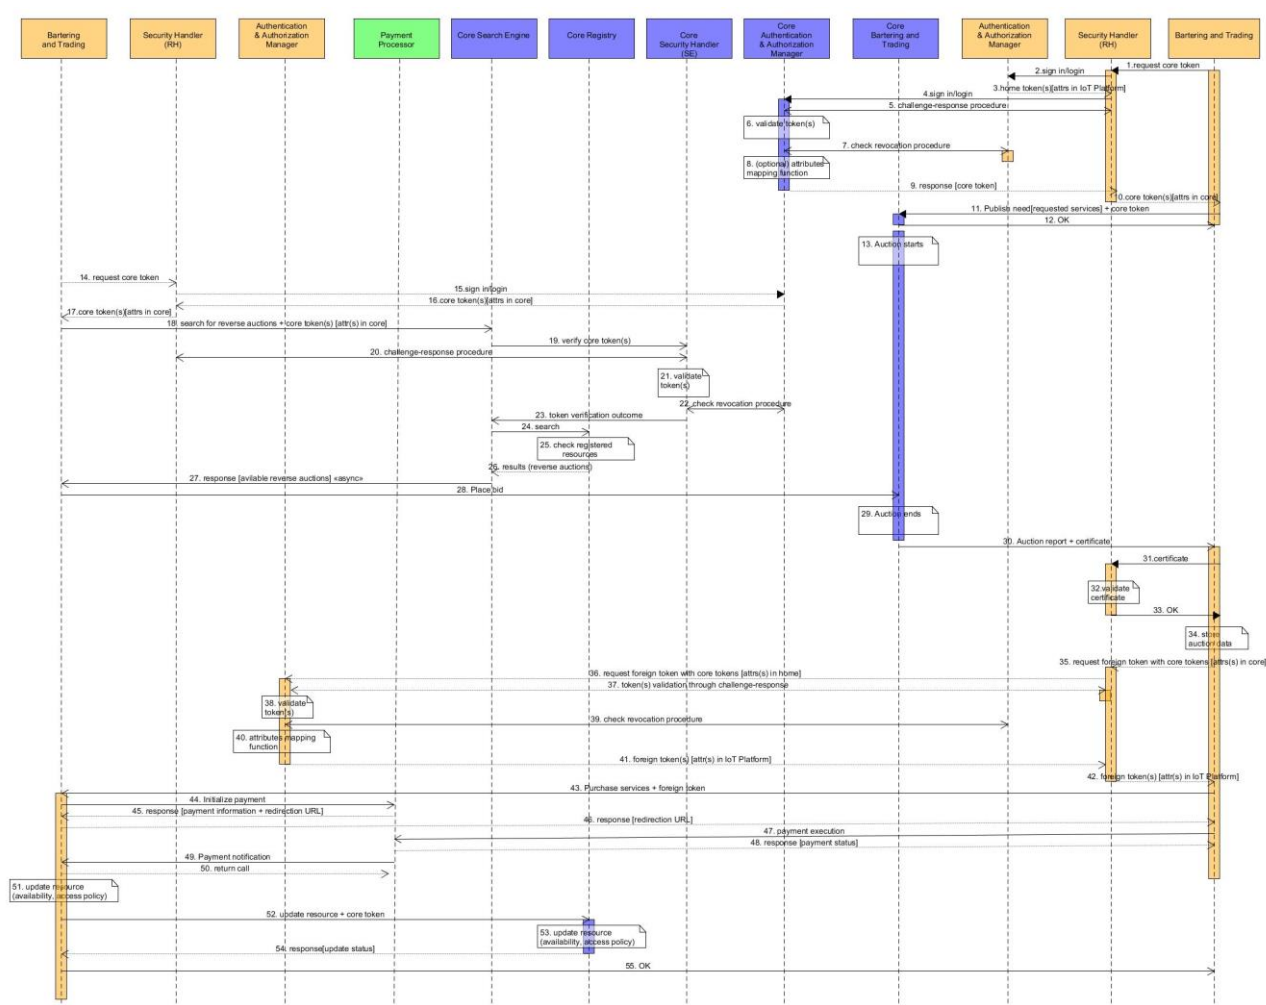 Bartering
and Trading
Security Handler
(RH)
Authentication
& Authorization
Manager
Payment
Processor
Core Search Engine
Core Registry
Core
Security Handler
(SE)
Core
Authentication
& Authorization
Manager
Core
Bartering and
Trading
Authentication
& Authorization
Manager
Security Handler
(RH)
Bartering and Trading
1.request core token
2.sign in/login
3.home token(s)[attrs in IoT Platform]
4.sign in/login
5. challenge-response procedure
6. validate token(s)
7. check revocation procedure
8. (optional) attributes
mapping function
9. response [core token]
10.core token(s)[attrs in core]
11. Publish need[requested services] + core token
12. OK
13. Auction starts
14. request core token
15.sign in/login
16.core token(s)[attrs in core]
17.core token(s)[attrs in core]
18. search for reverse auctions + core token(s) [attr(s) in core]
19. verify core token(s)
20. challenge-response procedure
21. validate
token(s)
22. check revocation procedure
23. token verification outcome
24. search
25. check registered
resources
26. results (reverse auctions)
27. response [avilable reverse auctions] «async»
28. Place bid
29. Auction ends
30. Auction report + certificate
31.certificate
32.validate
certificate
33. OK
34. store
auction data
35. request foreign token with core tokens [attrs(s) in core]
36. request foreign token with core tokens [attrs(s) in home]
37. token(s) validation through challenge-response
38. validate
token(s)
39. check revocation procedure
40. attributes mapping
function
41. foreign token(s) [attr(s) in IoT Platform]
42. foreign token(s) [attr(s) in IoT Platform]
43. Purchase services + foreign token
44. Initialize payment
45. response [payment information + redirection URL]
46. response [redirection URL]
47. payment execution
48. response [payment status]
49. Payment notification
50. return call
51. update resource
(availability, access policy)
52. update resource + core token
53. update resource
(availability, access policy)
54. response[update status]
55. OK